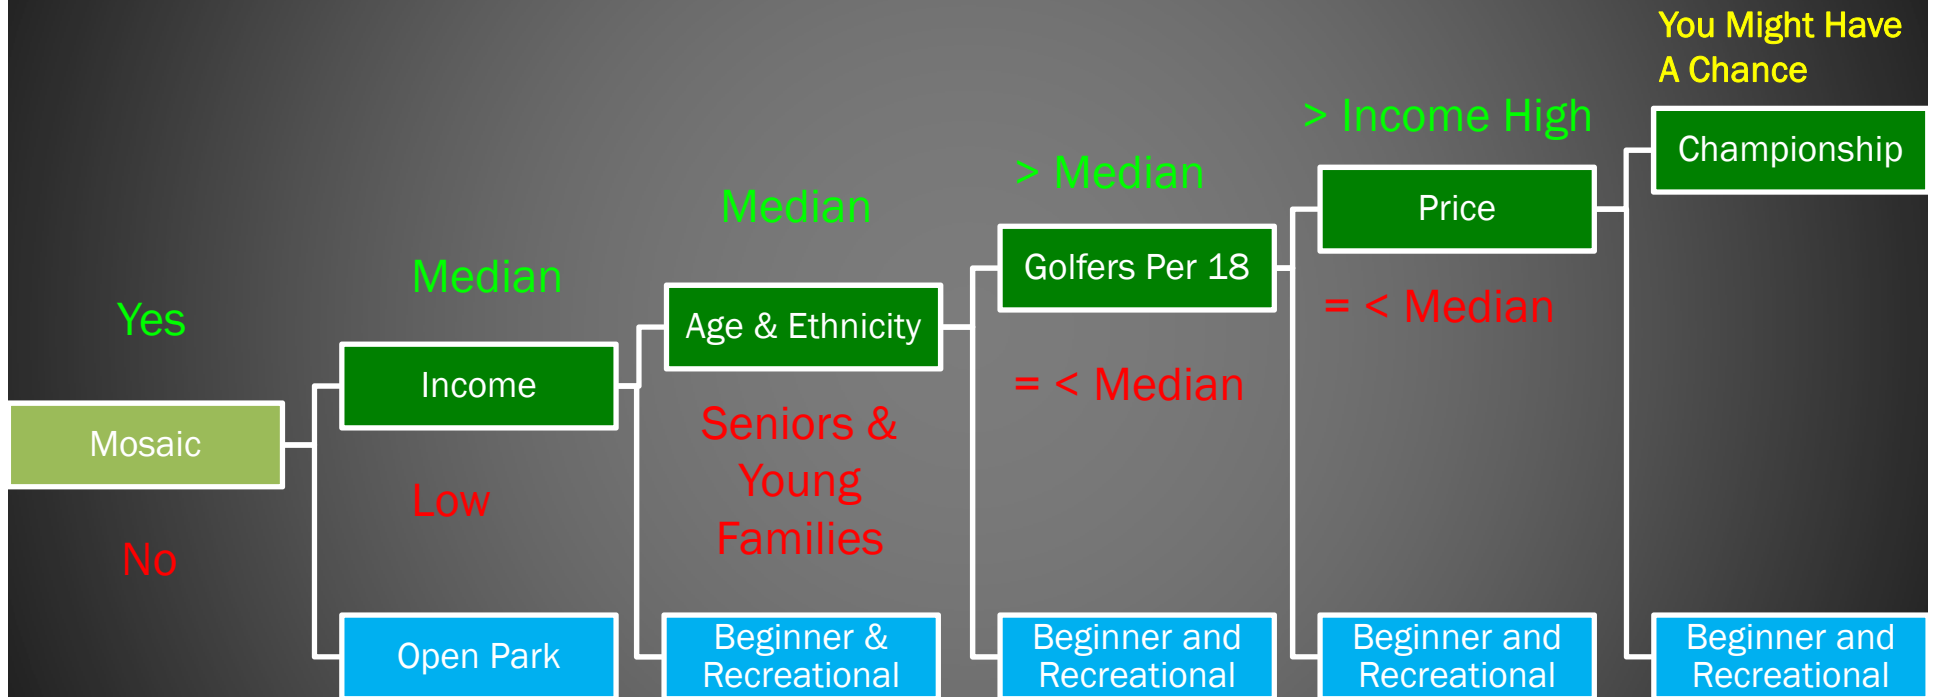 You Might Have
A Chance
> Income High
Championship
> Median
Median
Price
Median
Golfers Per 18
Yes
Age & Ethnicity
= < Median
Income
= < Median
Mosaic
Seniors &
Young
Families
Low
No
Open Park
Beginner &
Recreational
Beginner and
Recreational
Beginner and
Recreational
Beginner and
Recreational